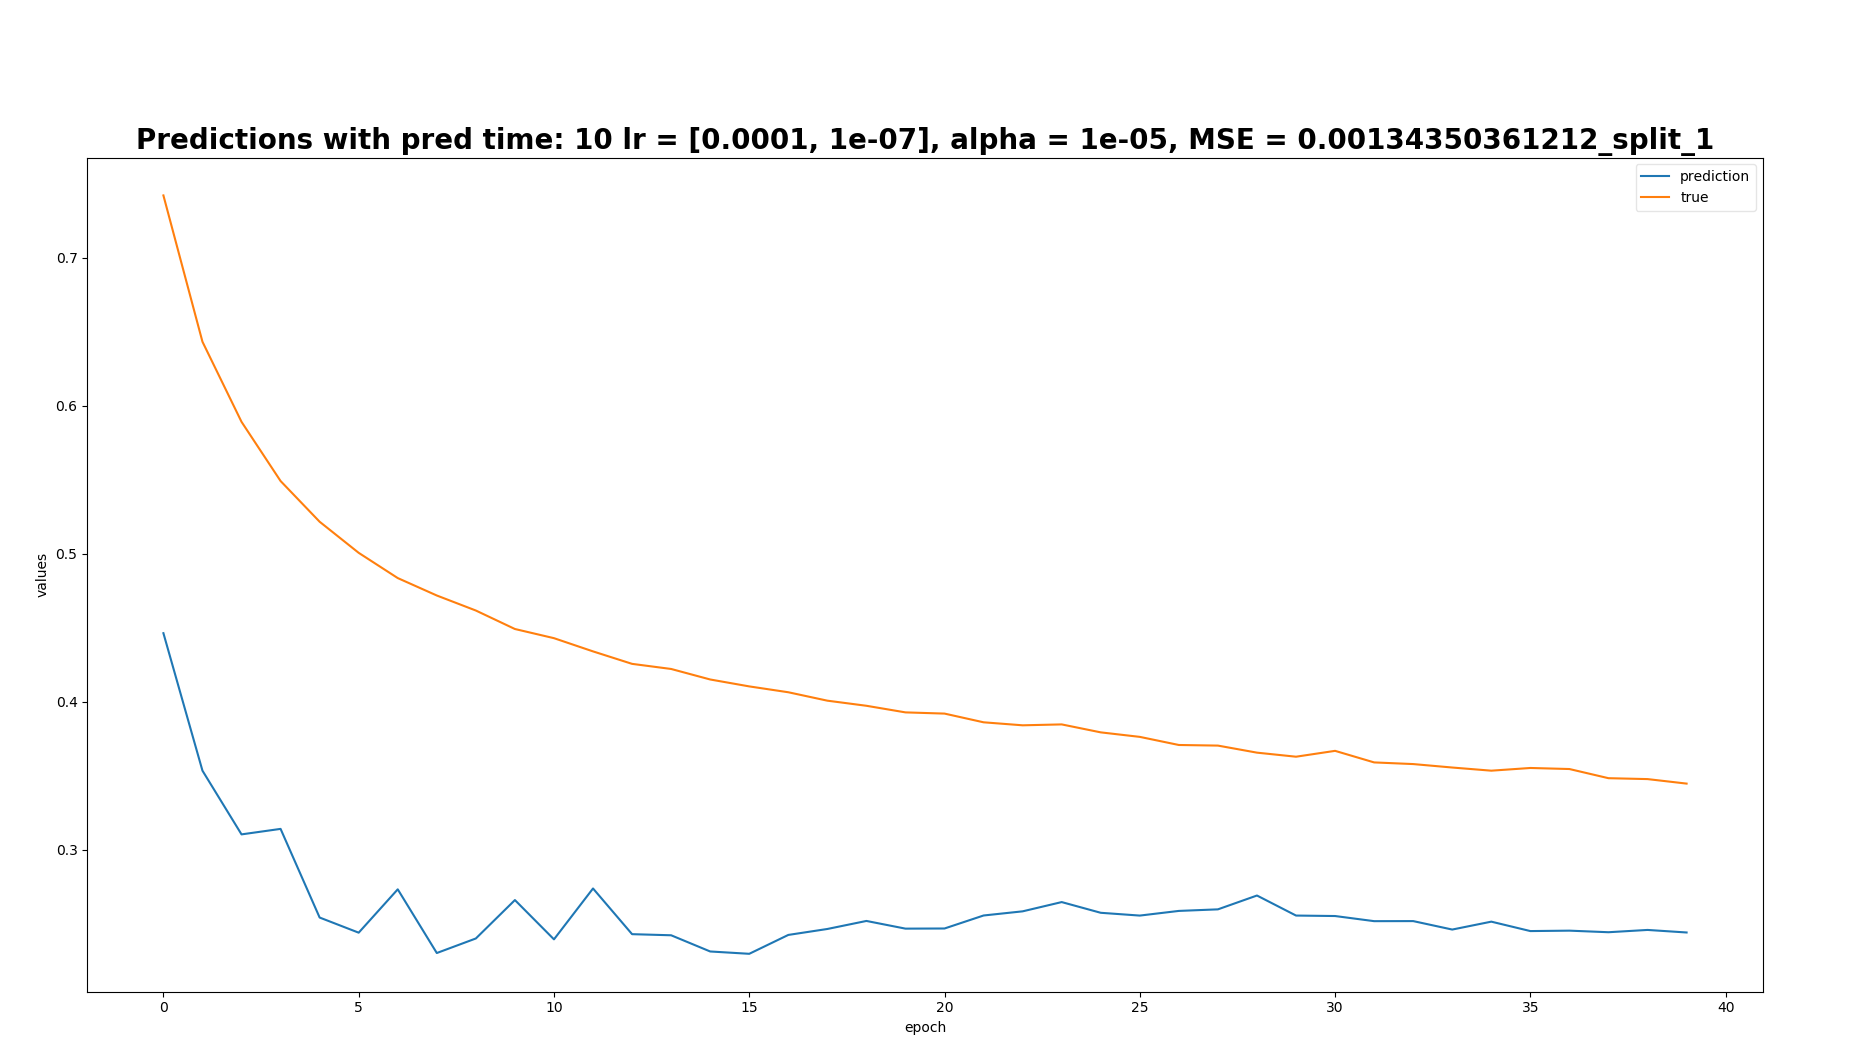 Predictions with pred time: 10 lr = [0.0001, 1e-07], alpha = 1e-05, MSE = 0.00134350361212_split_1
prediction
true
values
0.7
0.6
0.5
0.4
0.3
0 5 10 15 20 25 30 35 40
epoch